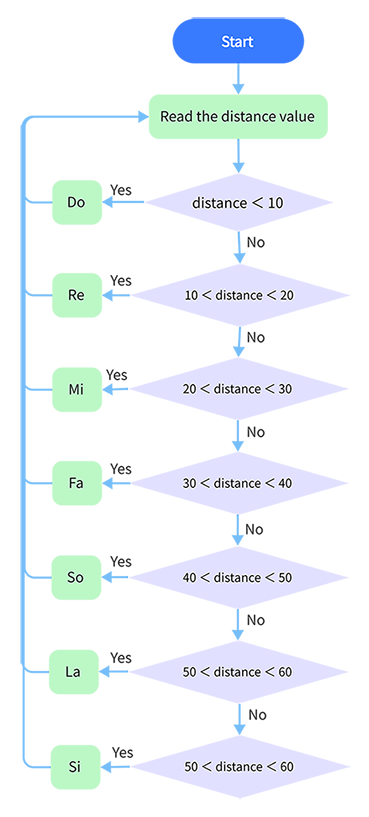 Start
Read the distance value
Yes
Do
distance < 10
No
Yes
Re
10 < distance < 20
No
Yes
Mi
20 < distance < 30
No
Yes
Fa
30 < distance < 40
No
Yes
So
40 < distance < 50
No
Yes
La
50 < distance < 60
No
Yes
Si
50 < distance < 60